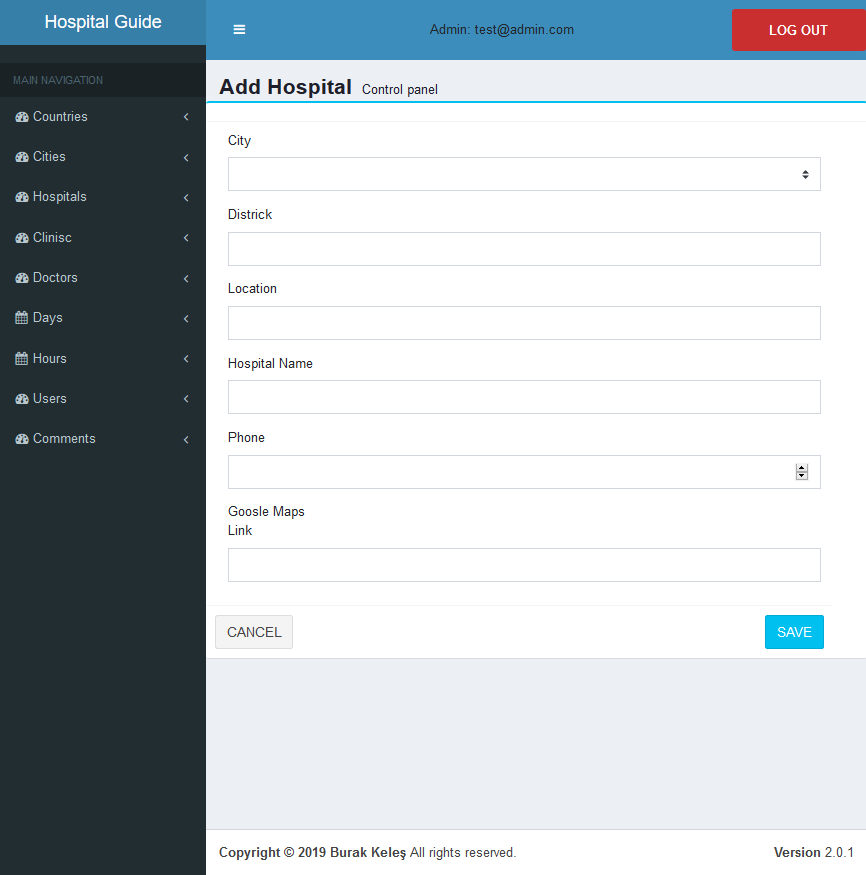 Hospital Guide
Admin: test@admin.com
LOG OUT
MAIN NAVIGATION
Countries
Cities
Hospitals
Clinisc
Doctors
Days
Hours
Users
Comments
Add Hospital Control panel
City
Districk
Location
Hospital Name
Phone
Goosle Maps
Link
CANCEL
SAVE
Copyright © 2019 Burak Keleş All rights reserved.
Version 2.0.1